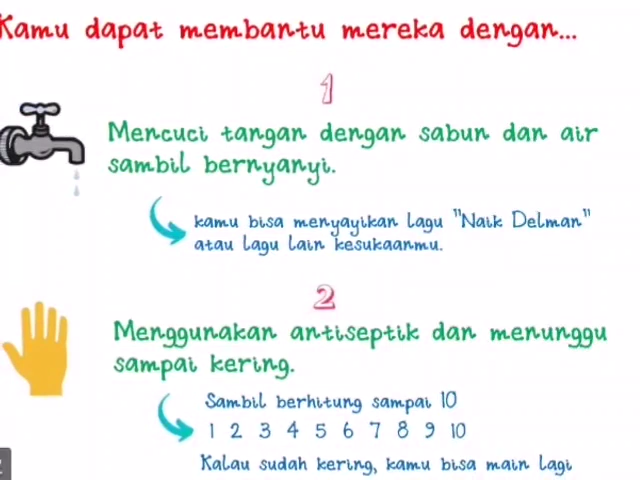 Kamu dapat membantu mereka dengan...
1
Mencuci tangan dengan sabun dan air
sambil bernyanyi.
kamu bisa menyayikan lagu "Naik Delman"
atau lagu lain kesukaanmu.
2
Menggunakan antiseptik dan menunggu
sampai kering.
Sambil berhitung sampai 10
1 2 3 4 5 6 7 8 9 10
Kalau sudah kering, kamu bisa main lagi